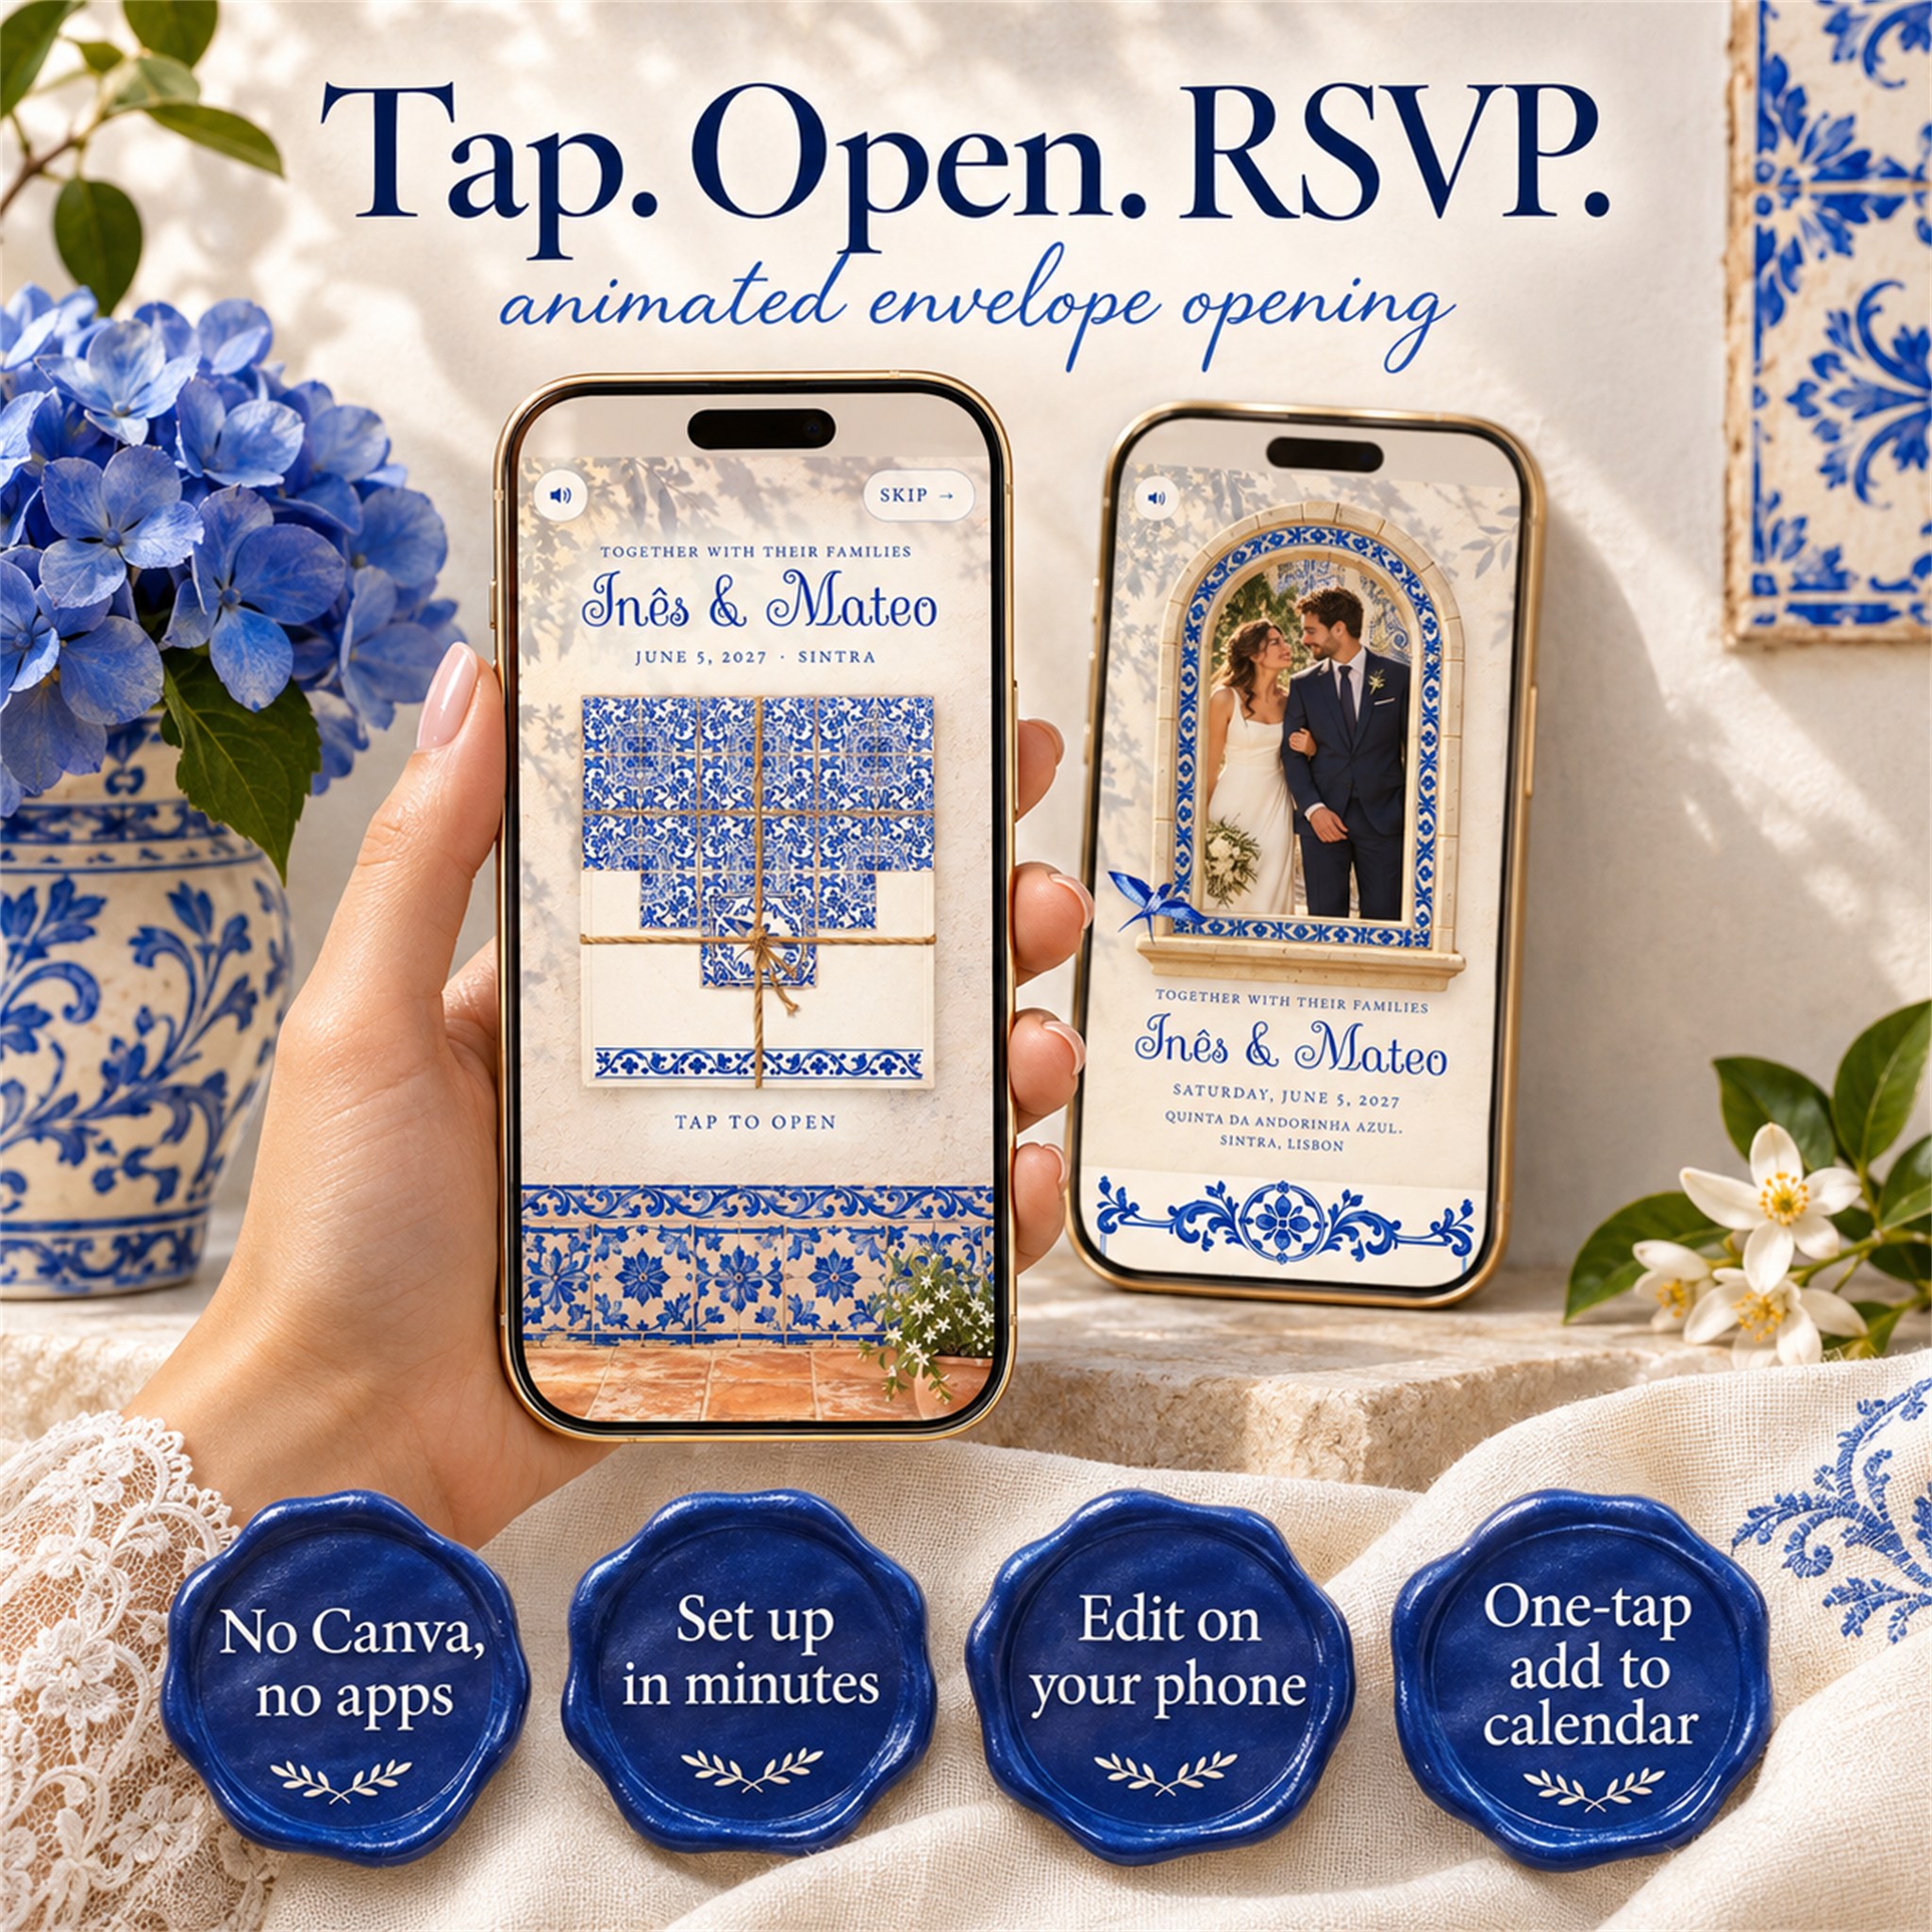 Tap. Open. RSVP.
animated envelope opening
SKIP →
TOGETHER WITH THEIR FAMILIES
Inês & Mateo
JUNE 5, 2027 · SINTRA
TAP TO OPEN
TOGETHER WITH THEIR FAMILIES
Inês & Mateo
SATURDAY, JUNE 5, 2027
QUINTA DA ANDORINHA AZUL.
SINTRA, LISBON
No Canva,
no apps
Set up
in minutes
Edit on
your phone
One-tap
add to
calendar